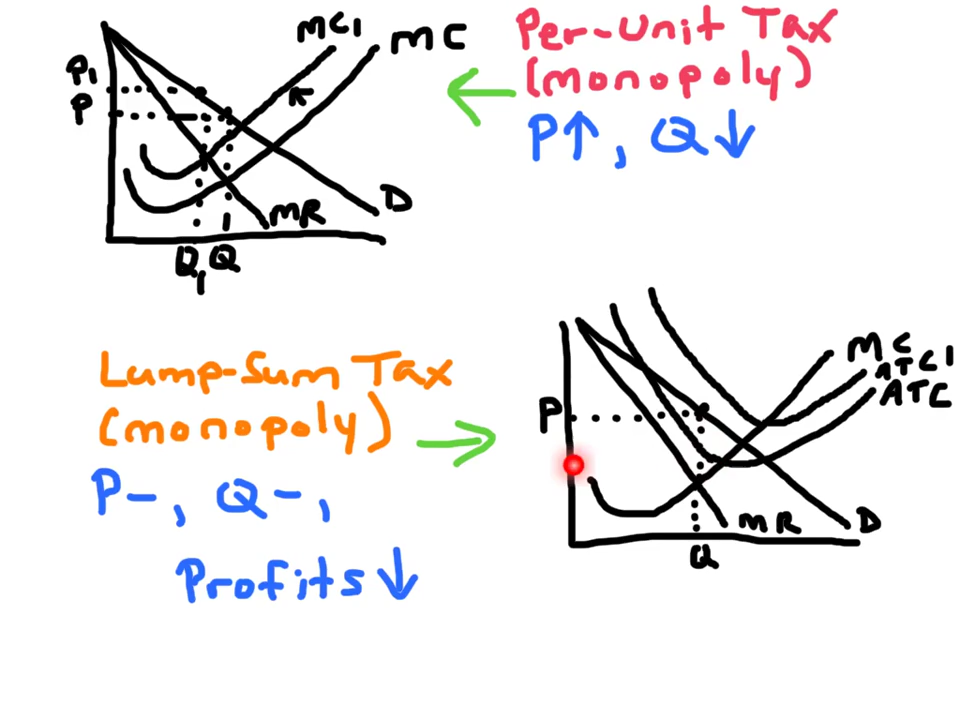 Per-Unit Tax
(monopoly)
P↑, Q↓
MC1
MC
P1
P
D
MR
Q1
Q
Lump-Sum Tax
(monopoly)
P-, Q-,
Profits↓
MC
ATC1
ATC
P
MR
D
Q